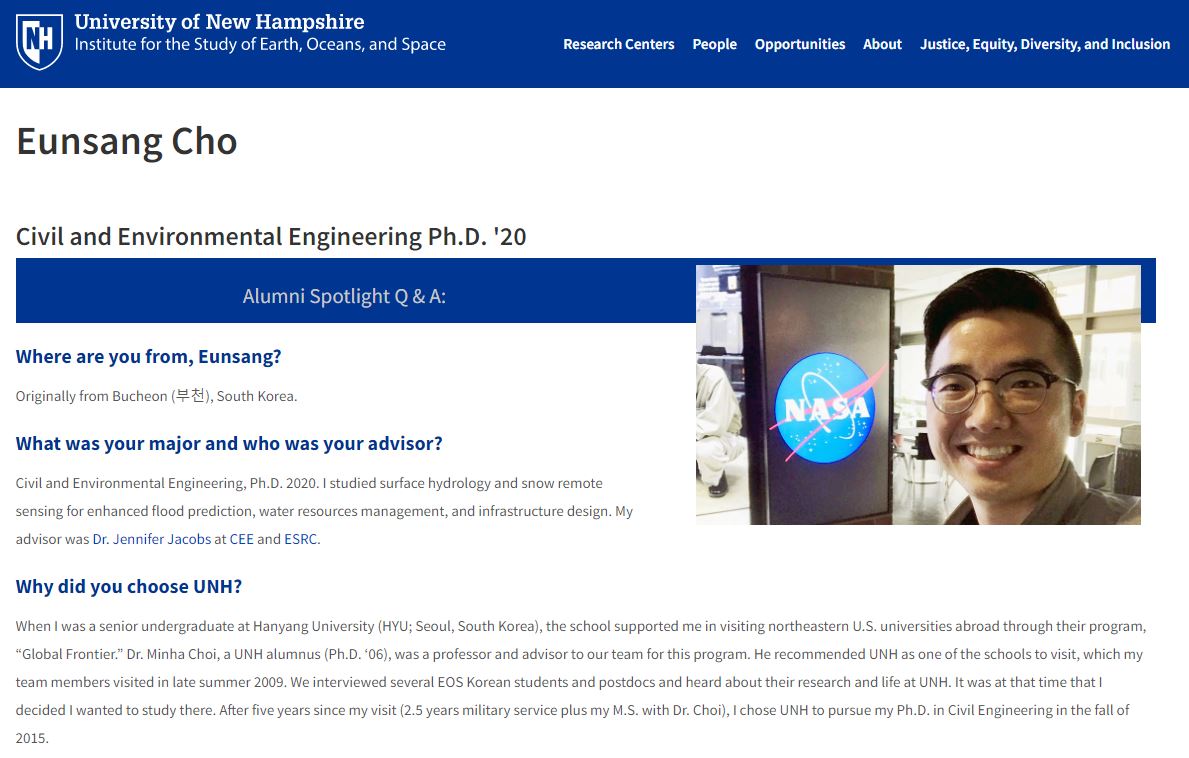 University of New Hampshire
Institute for the Study of Earth, Oceans, and Space
Research Centers People Opportunities About Justice, Equity, Diversity, and Inclusion
NH
Eunsang Cho
Civil and Environmental Engineering Ph.D. '20
Alumni Spotlight Q & A:
NASA
Where are you from, Eunsang?
Originally from Bucheon (부천), South Korea.
What was your major and who was your advisor?
Civil and Environmental Engineering, Ph.D. 2020. I studied surface hydrology and snow remote
sensing for enhanced flood prediction, water resources management, and infrastructure design. My
advisor was Dr. Jennifer Jacobs at CEE and ESRC.
Why did you choose UNH?
When I was a senior undergraduate at Hanyang University (HYU; Seoul, South Korea), the school supported me in visiting northeastern U.S. universities abroad through their program,
“Global Frontier.” Dr. Minha Choi, a UNH alumnus (Ph.D. ‘06), was a professor and advisor to our team for this program. He recommended UNH as one of the schools to visit, which my
team members visited in late summer 2009. We interviewed several EOS Korean students and postdocs and heard about their research and life at UNH. It was at that time that I
decided I wanted to study there. After five years since my visit (2.5 years military service plus my M.S. with Dr. Choi), I chose UNH to pursue my Ph.D. in Civil Engineering in the fall of
2015.